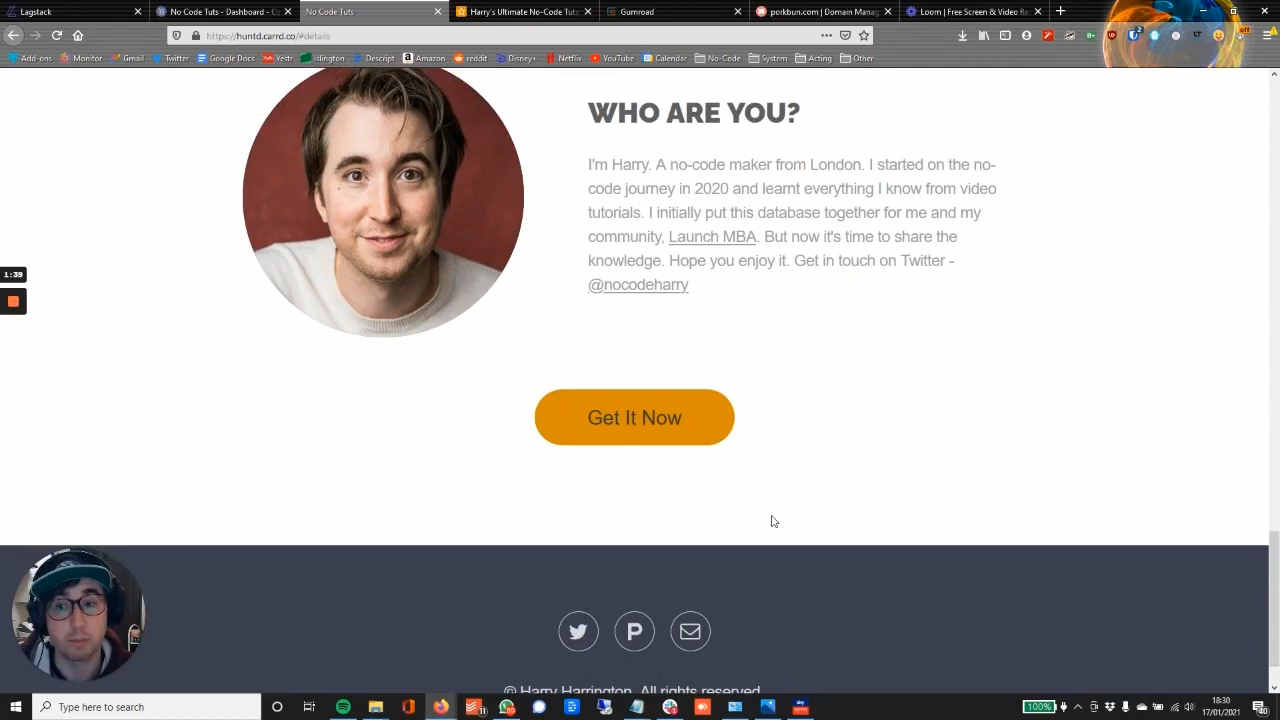 Lagstack
No Code Tuts - Dashboard - C
No Code Tuts
Harry's Ultimate No-Code Tuto
Gumroad
porkbun.com | Domain Manag
Loom | Free Screen & Video Re
https://huntd.carrd.co/#details
off
Add-ons
Monitor
Gmail
Twitter
Google Docs
Yestr
Islington
Descript
Amazon
reddit
Disney+
Netflix
YouTube
Calendar
No-Code
System
Acting
Other
WHO ARE YOU?
I'm Harry. A no-code maker from London. I started on the no-
code journey in 2020 and learnt everything I know from video
tutorials. I initially put this database together for me and my
community, Launch MBA. But now it's time to share the
knowledge. Hope you enjoy it. Get in touch on Twitter -
@nocodeharry
1:39
Get It Now
P
© Harry Harrington. All rights reserved
Type here to search
11
100%
18:30
17/01/2021
40